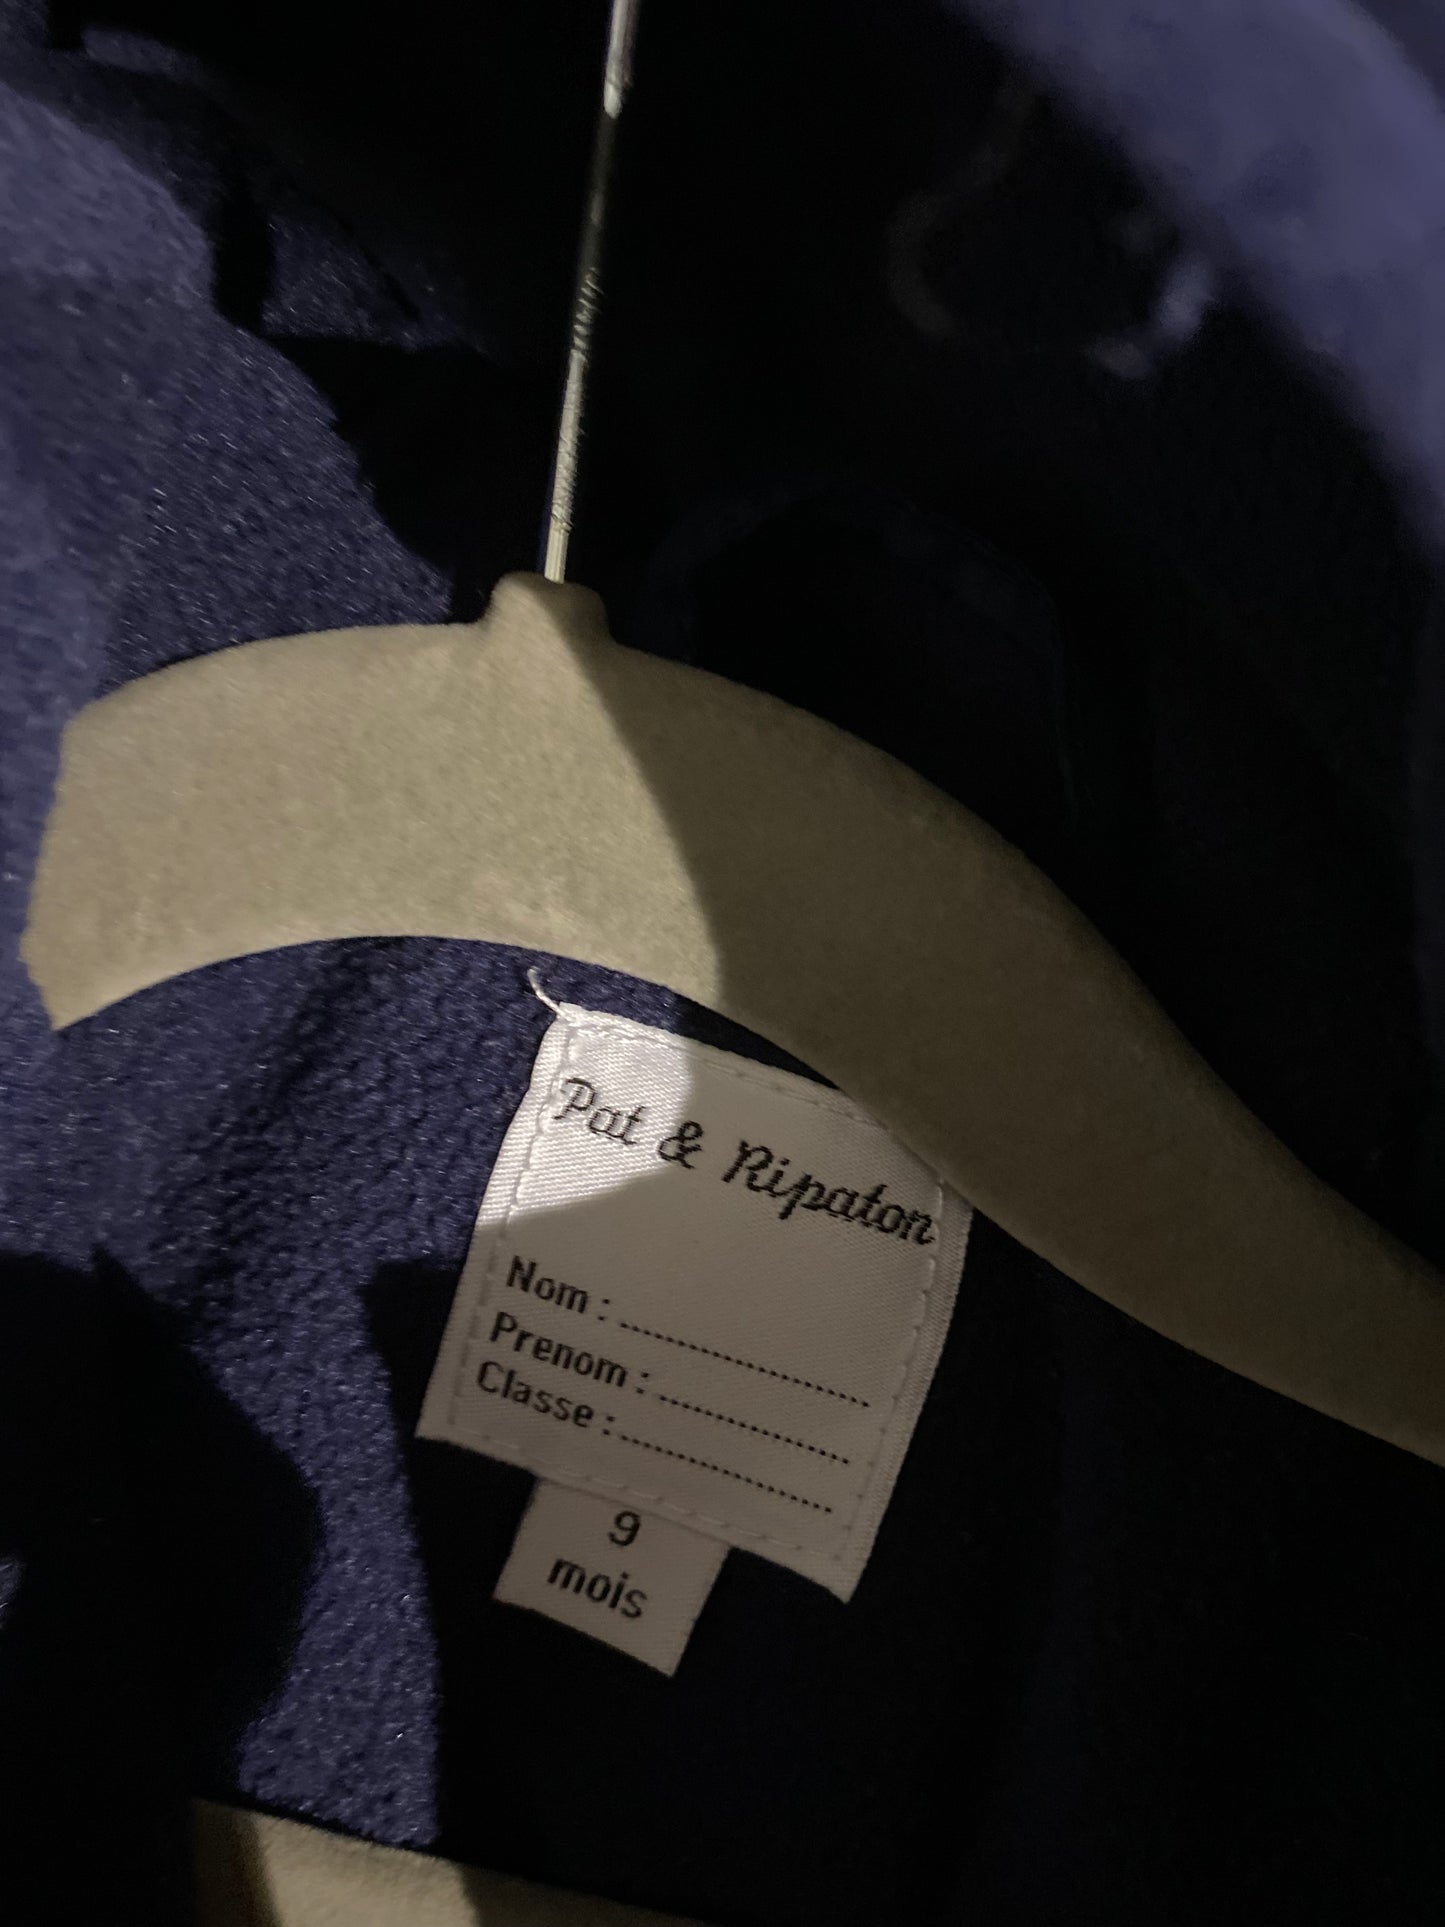 Pat & Ripaton
Nom : ........................
Prenom : ..................
Classe : .....................
9
mois